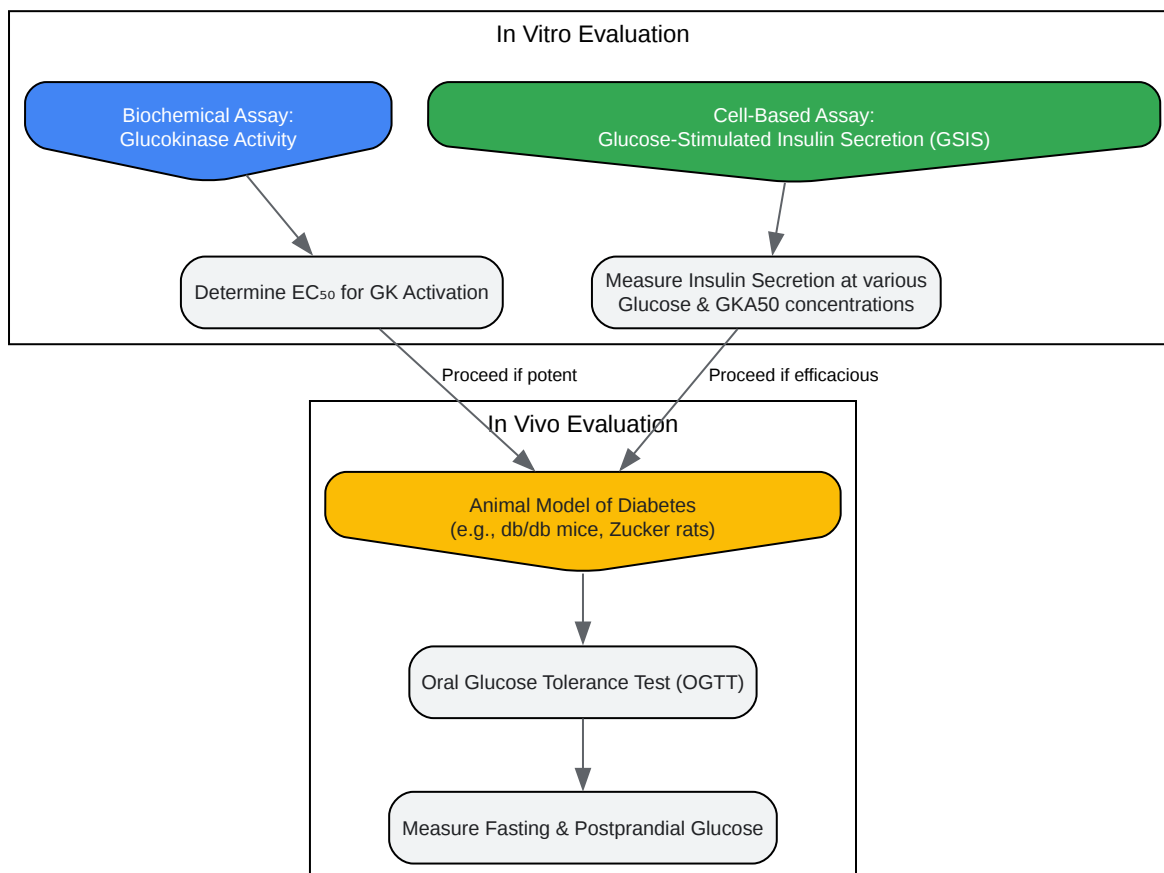 In Vitro Evaluation
Biochemical Assay:
Glucokinase Activity
Cell-Based Assay:
Glucose-Stimulated Insulin Secretion (GSIS)
Determine EC₅₀ for GK Activation
Measure Insulin Secretion at various
Glucose & GKA50 concentrations
Proceed if potent
Proceed if efficacious
In Vivo Evaluation
Animal Model of Diabetes
(e.g., db/db mice, Zucker rats)
Oral Glucose Tolerance Test (OGTT)
Measure Fasting & Postprandial Glucose